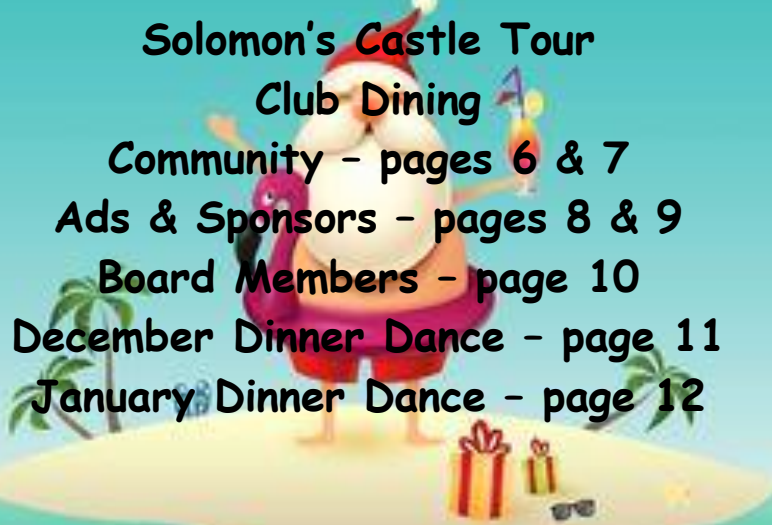 Solomon's Castle Tour
Club Dining
Community – pages 6 & 7
Ads & Sponsors – pages 8 & 9
Board Members – page 10
December Dinner Dance – page 11
January Dinner Dance – page 12